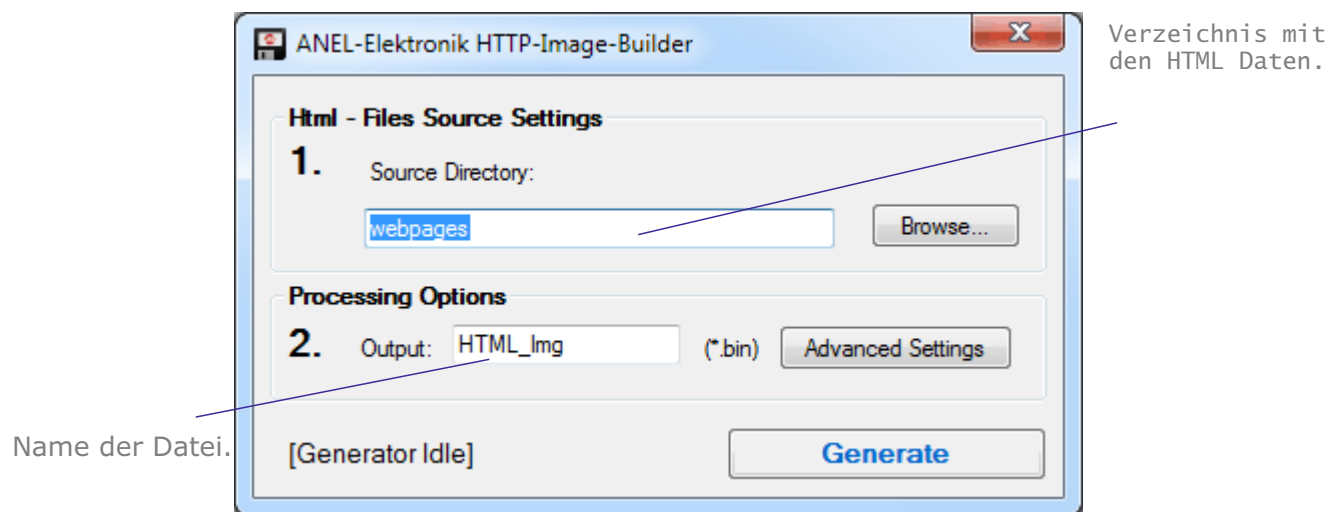 ANEL-Elektronik HTTP-Image-Builder
Verzeichnis mit
den HTML Daten.
Html - Files Source Settings
1.
Source Directory:
webpages
Browse...
Processing Options
2.
Output:
HTML_Img
(*.bin)
Advanced Settings
Name der Datei.
[Generator Idle]
Generate